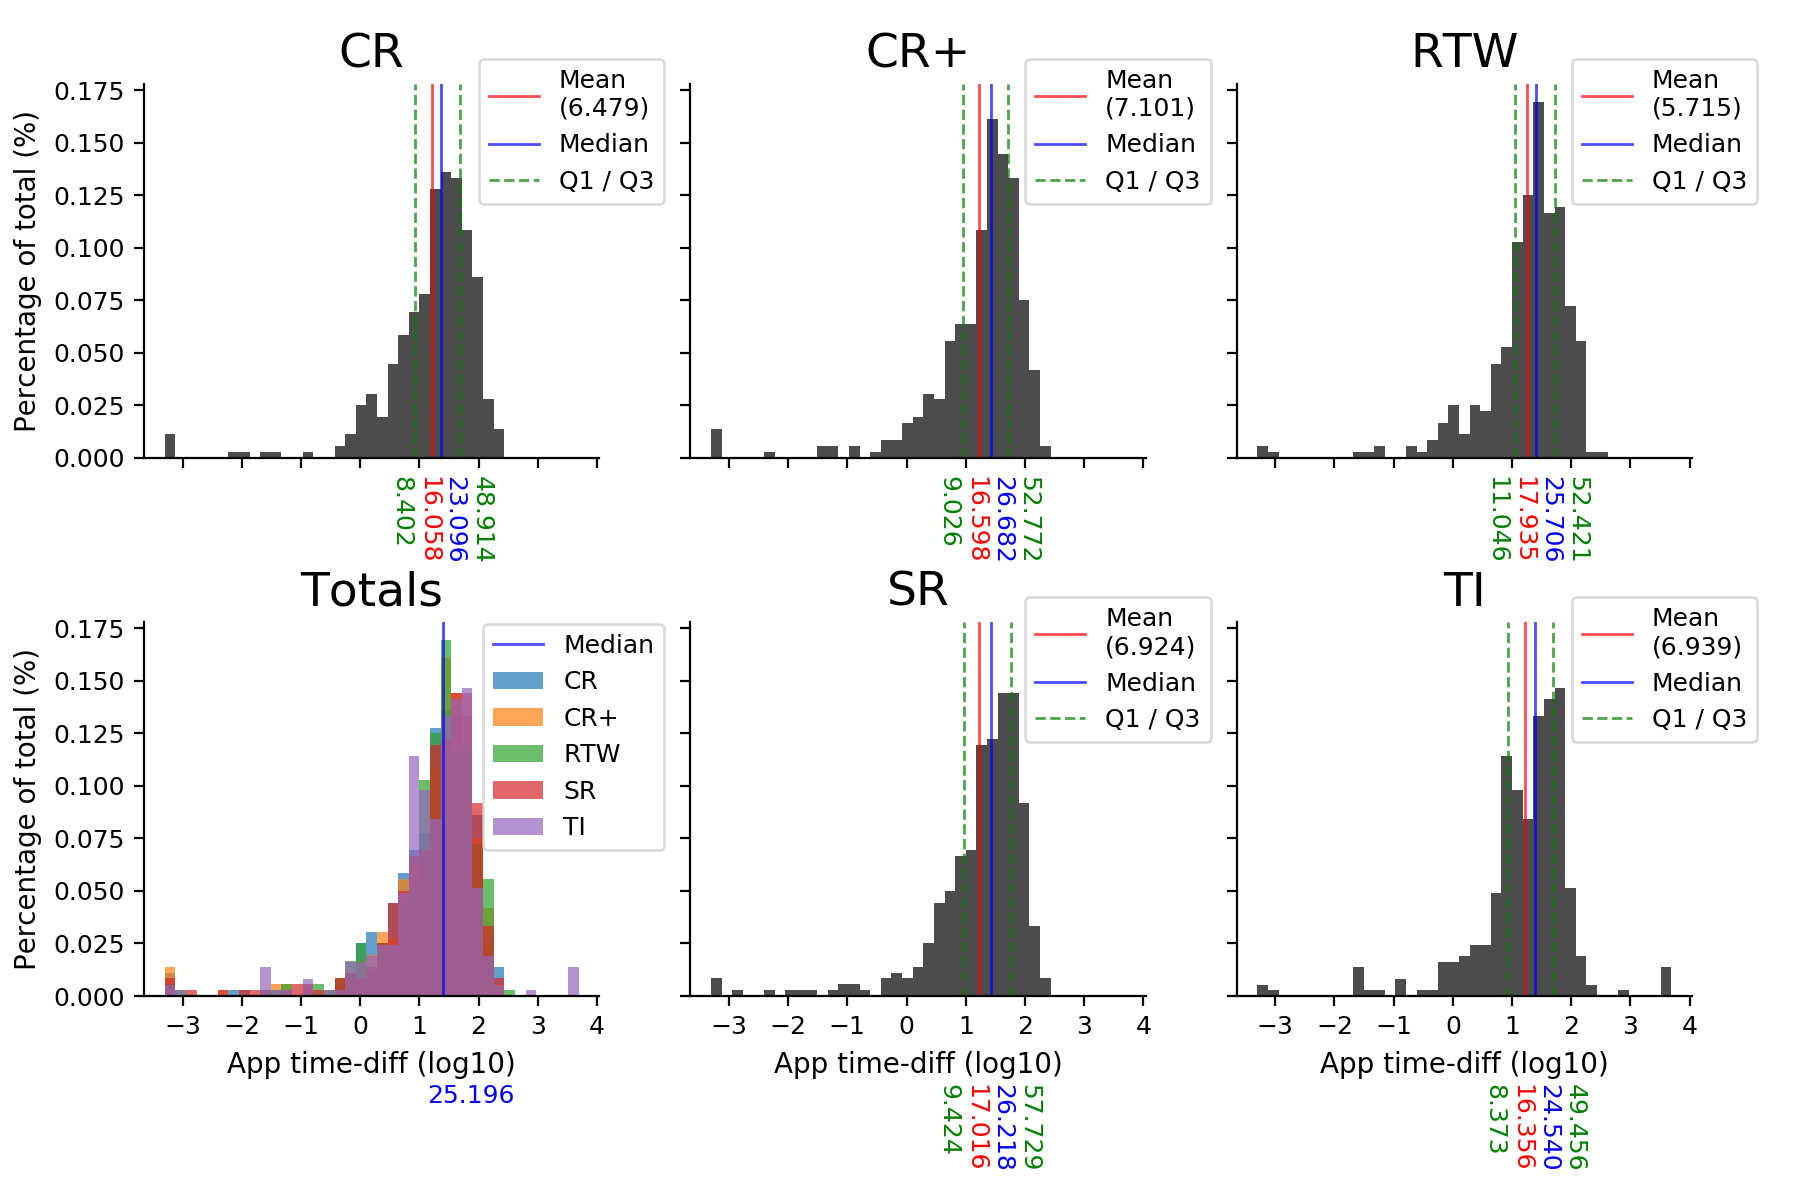 CR
Mean
(6.479)
Median
Q1 / Q3
Percentage of total (%)
0.175
0.150
0.125
0.100
0.075
0.050
0.025
0.000
8.402
16.058
23.096
48.914
CR+
Mean
(7.101)
Median
Q1 / Q3
9.026
16.598
26.682
52.772
RTW
Mean
(5.715)
Median
Q1 / Q3
11.046
17.935
25.706
52.421
Totals
Median
CR
CR+
RTW
SR
TI
Percentage of total (%)
0.175
0.150
0.125
0.100
0.075
0.050
0.025
0.000
−3 −2 −1 0 1 2 3 4
App time-diff (log10)
25.196
SR
Mean
(6.924)
Median
Q1 / Q3
−3 −2 −1 0 1 2 3 4
App time-diff (log10)
9.424
17.016
26.218
57.729
TI
Mean
(6.939)
Median
Q1 / Q3
−3 −2 −1 0 1 2 3 4
App time-diff (log10)
8.373
16.356
24.540
49.456